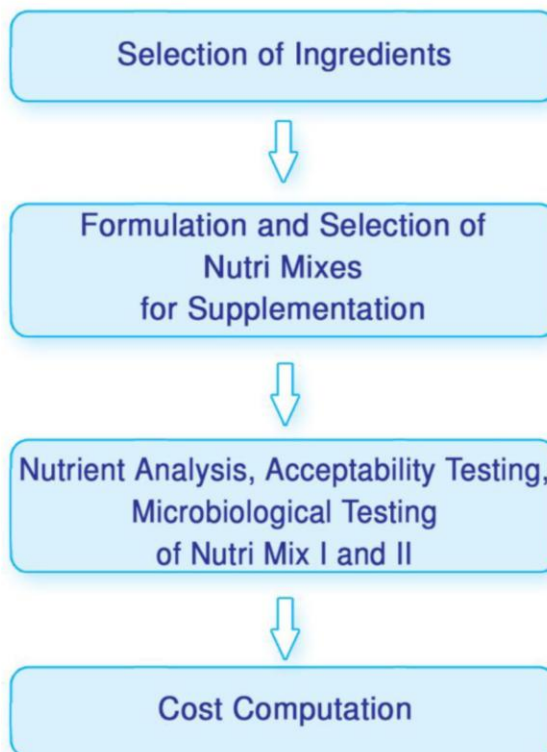 Selection of Ingredients
Formulation and Selection of
Nutri Mixes
for Supplementation
Nutrient Analysis, Acceptability Testing,
Microbiological Testing
of Nutri Mix I and II
Cost Computation